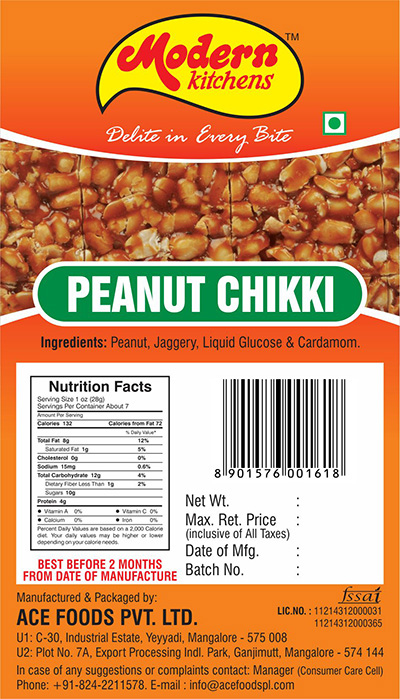 Modern™
kitchens
Delite in Every Bite
PEANUT CHIKKI
Ingredients: Peanut, Jaggery, Liquid Glucose & Cardamom.
Nutrition Facts
Serving Size 1 oz (28g)
Servings Per Container About 7
Amount Per Serving
Calories 132 Calories from Fat 72
% Daily Value*
Total Fat 8g 12%
Saturated Fat 1g 5%
Cholesterol 0g 0%
Sodium 15mg 0.6%
Total Carbohydrate 12g 4%
Dietary Fiber Less Than 1g 2%
Sugars 10g
Protein 4g
• Vitamin A 0% • Vitamin C 0%
• Calcium 0% • Iron 0%
Percent Daily Values are based on a 2,000 Calorie
diet. Your daily values may be higher or lower
depending on your calorie needs.
BEST BEFORE 2 MONTHS
FROM DATE OF MANUFACTURE
8 901576 001618
Net Wt. :
Max. Ret. Price :
(inclusive of All Taxes)
Date of Mfg. :
Batch No. :
Manufactured & Packaged by:
ACE FOODS PVT. LTD.
fssai
LIC.NO. : 11214312000031
11214312000365
U1: C-30, Industrial Estate, Yeyyadi, Mangalore - 575 008
U2: Plot No. 7A, Export Processing Indl. Park, Ganjimutt, Mangalore - 574 144
In case of any suggestions or complaints contact: Manager (Consumer Care Cell)
Phone: +91-824-2211578. E-mail : info@acefoodspl.com